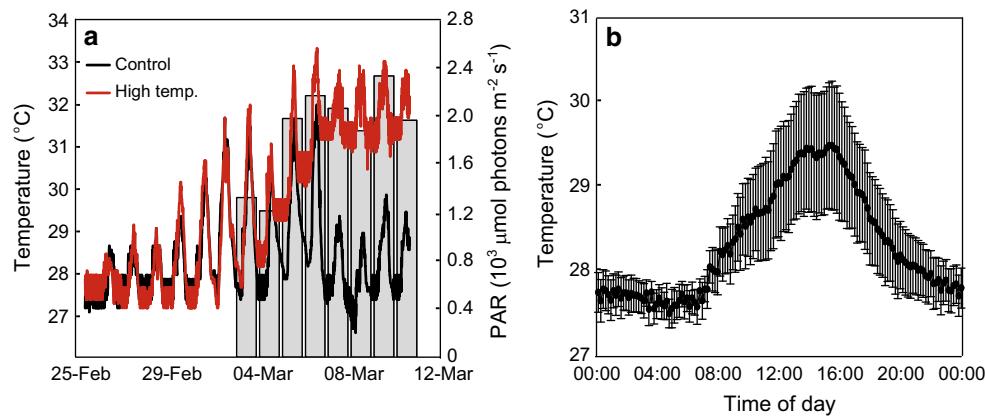 a
Control
High temp.
Temperature (°C)
34
33
32
31
30
29
28
27
26
2.8
2.4
2.0
1.6
1.2
0.8
0.4
0
PAR (10³ μmol photons m⁻² s⁻¹)
25-Feb 29-Feb 04-Mar 08-Mar 12-Mar
b
Temperature (°C)
31
30
29
28
27
00:00 04:00 08:00 12:00 16:00 20:00 00:00
Time of day